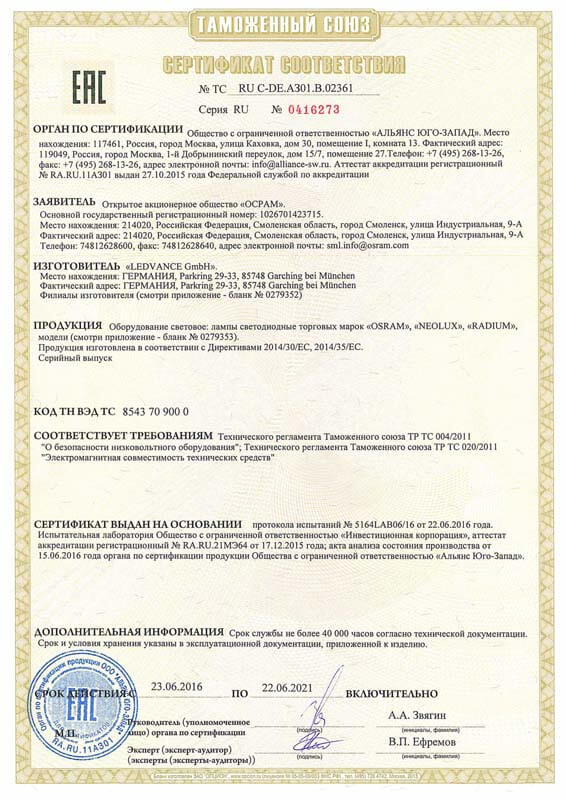 ТАМОЖЕННЫЙ СОЮЗ
СЕРТИФИКАТ СООТВЕТСТВИЯ
ЕАС
№ ТС RU С-DE.А301.В.02361
Серия RU № 0416273
ОРГАН ПО СЕРТИФИКАЦИИ Общество с ограниченной ответственностью «АЛЬЯНС ЮГО-ЗАПАД». Место
нахождения: 117461, Россия, город Москва, улица Каховка, дом 30, помещение I, комната 13. Фактический адрес:
119049, Россия, город Москва, 1-й Добрынинский переулок, дом 15/7, помещение 27.Телефон: +7 (495) 268-13-26,
факс: +7 (495) 268-13-26, адрес электронной почты: info@alliance-sw.ru. Аттестат аккредитации регистрационный
№ RA.RU.11А301 выдан 27.10.2015 года Федеральной службой по аккредитации
ЗАЯВИТЕЛЬ Открытое акционерное общество «ОСРАМ».
Основной государственный регистрационный номер: 1026701423715.
Место нахождения: 214020, Российская Федерация, Смоленская область, город Смоленск, улица Индустриальная, 9-А
Фактический адрес: 214020, Российская Федерация, Смоленская область, город Смоленск, улица Индустриальная, 9-А
Телефон: 74812628600, факс: 74812628640, адрес электронной почты: sml.info@osram.com
ИЗГОТОВИТЕЛЬ «LEDVANCE GmbH».
Место нахождения: ГЕРМАНИЯ, Parkring 29-33, 85748 Garching bei München
Фактический адрес: ГЕРМАНИЯ, Parkring 29-33, 85748 Garching bei München
Филиалы изготовителя (смотри приложение - бланк № 0279352)
ПРОДУКЦИЯ Оборудование световое: лампы светодиодные торговых марок «OSRAM», «NEOLUX», «RADIUM»,
модели (смотри приложение - бланк № 0279353).
Продукция изготовлена в соответствии с Директивами 2014/30/ЕС, 2014/35/ЕС.
Серийный выпуск
КОД ТН ВЭД ТС 8543 70 900 0
СООТВЕТСТВУЕТ ТРЕБОВАНИЯМ Технического регламента Таможенного союза ТР ТС 004/2011
"О безопасности низковольтного оборудования"; Технического регламента Таможенного союза ТР ТС 020/2011
"Электромагнитная совместимость технических средств"
СЕРТИФИКАТ ВЫДАН НА ОСНОВАНИИ протокола испытаний № 5164LAB06/16 от 22.06.2016 года.
Испытательная лаборатория Общество с ограниченной ответственностью «Инвестиционная корпорация», аттестат
аккредитации регистрационный № RA.RU.21МЭ64 от 17.12.2015 года; акта анализа состояния производства от
15.06.2016 года органа по сертификации продукции Общества с ограниченной ответственностью «Альянс Юго-Запад».
ДОПОЛНИТЕЛЬНАЯ ИНФОРМАЦИЯ Срок службы не более 40 000 часов согласно технической документации.
Срок и условия хранения указаны в эксплуатационной документации, приложенной к изделию.
СРОК ДЕЙСТВИЯ С 23.06.2016 ПО 22.06.2021 ВКЛЮЧИТЕЛЬНО
М.П.
Руководитель (уполномоченное
лицо) органа по сертификации
(подпись)
А.А. Звягин
(инициалы, фамилия)
Эксперт (эксперт-аудитор)
(эксперты (эксперты-аудиторы))
(подпись)
В.П. Ефремов
(инициалы, фамилия)
ЕАС
RA.RU.11А301